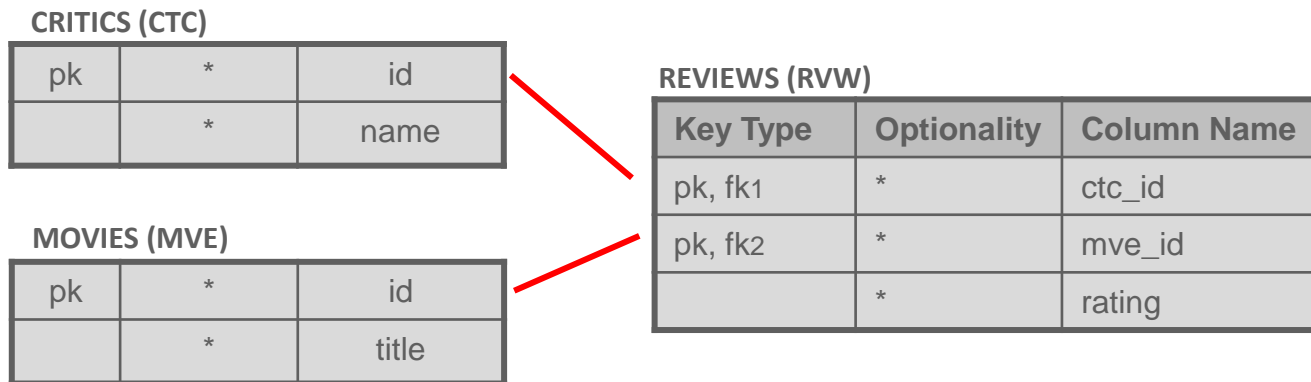 CRITICS (CTC)
pk * id
* name
MOVIES (MVE)
pk * id
* title
REVIEWS (RVW)
Key Type Optionality Column Name
pk, fk1 * ctc_id
pk, fk2 * mve_id
* rating